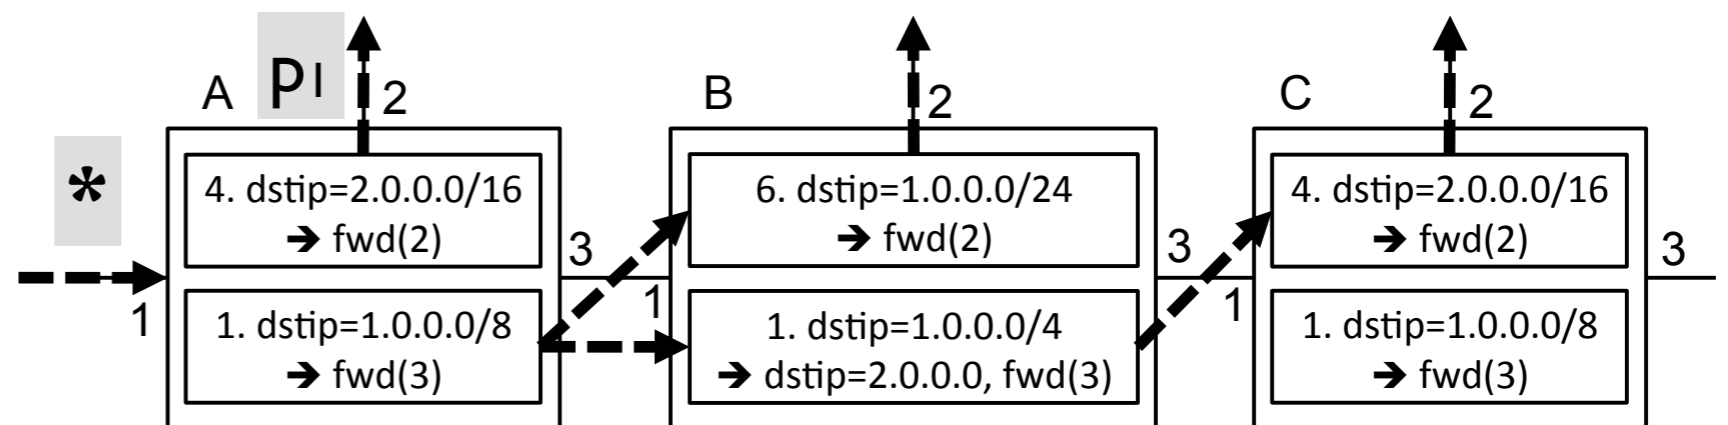 A
p1
2
B
2
C
2
*
4. dstip=2.0.0.0/16
➔ fwd(2)
6. dstip=1.0.0.0/24
➔ fwd(2)
4. dstip=2.0.0.0/16
➔ fwd(2)
3
3
3
1
1
1
1. dstip=1.0.0.0/8
➔ fwd(3)
1. dstip=1.0.0.0/4
➔ dstip=2.0.0.0, fwd(3)
1. dstip=1.0.0.0/8
➔ fwd(3)